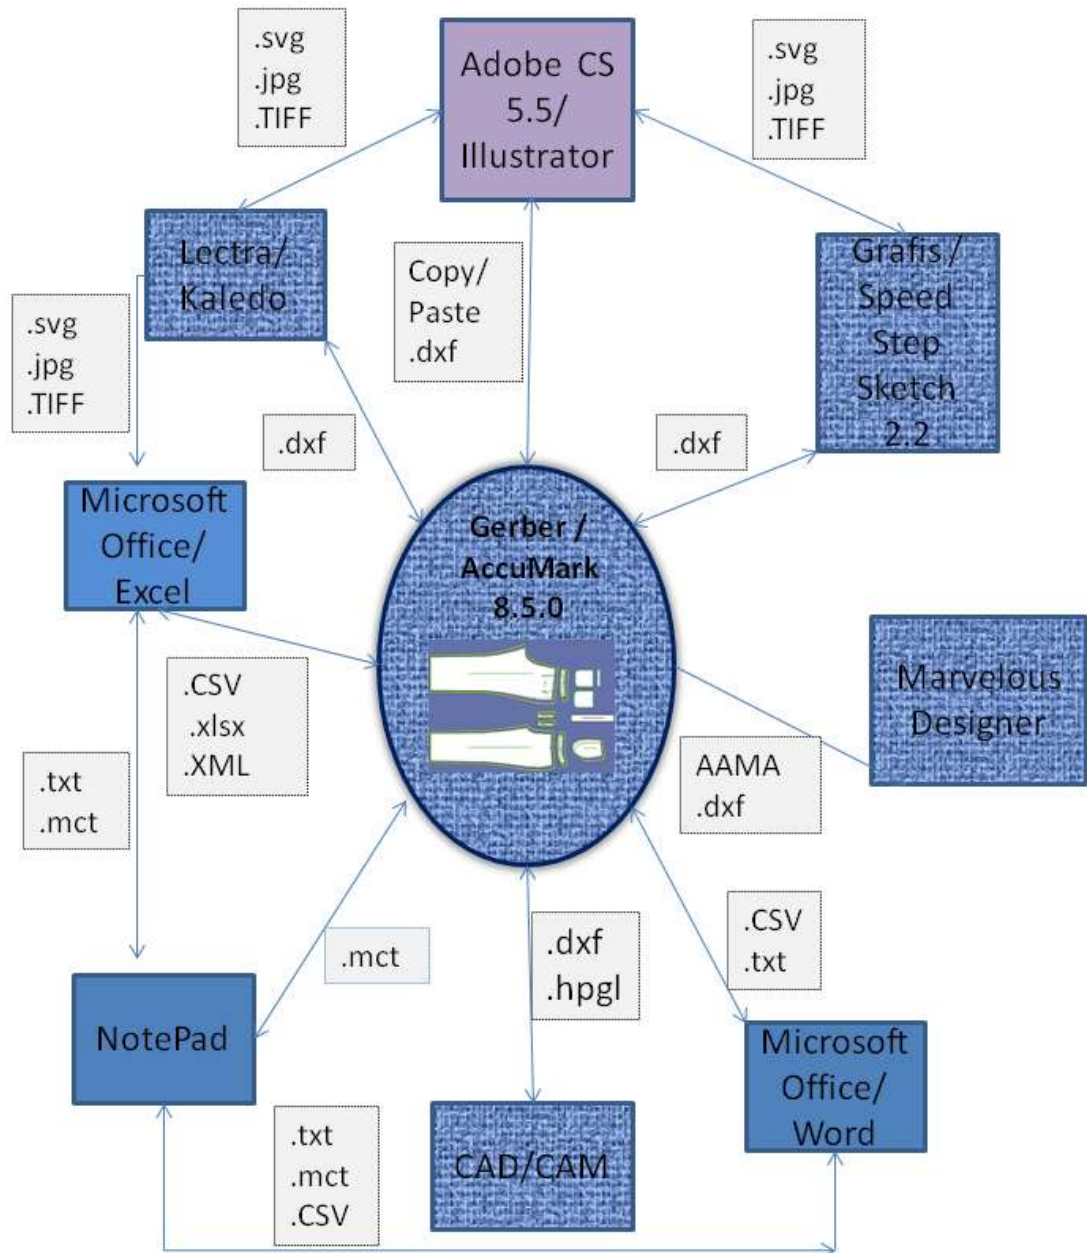 .svg
.jpg
.TIFF
Adobe CS
5.5/
Illustrator
.svg
.jpg
.TIFF
Lectra/
Kaledo
Copy/
Paste
.dxf
Grafis /
Speed
Step
Sketch
2.2
.svg
.jpg
.TIFF
.dxf
.dxf
Microsoft
Office/
Excel
Gerber /
AccuMark
8.5.0
Marvelous
Designer
.CSV
.xlsx
.XML
.txt
.mct
AAMA
.dxf
.mct
.dxf
.hpgl
.CSV
.txt
NotePad
Microsoft
Office/
Word
.txt
.mct
.CSV
CAD/CAM